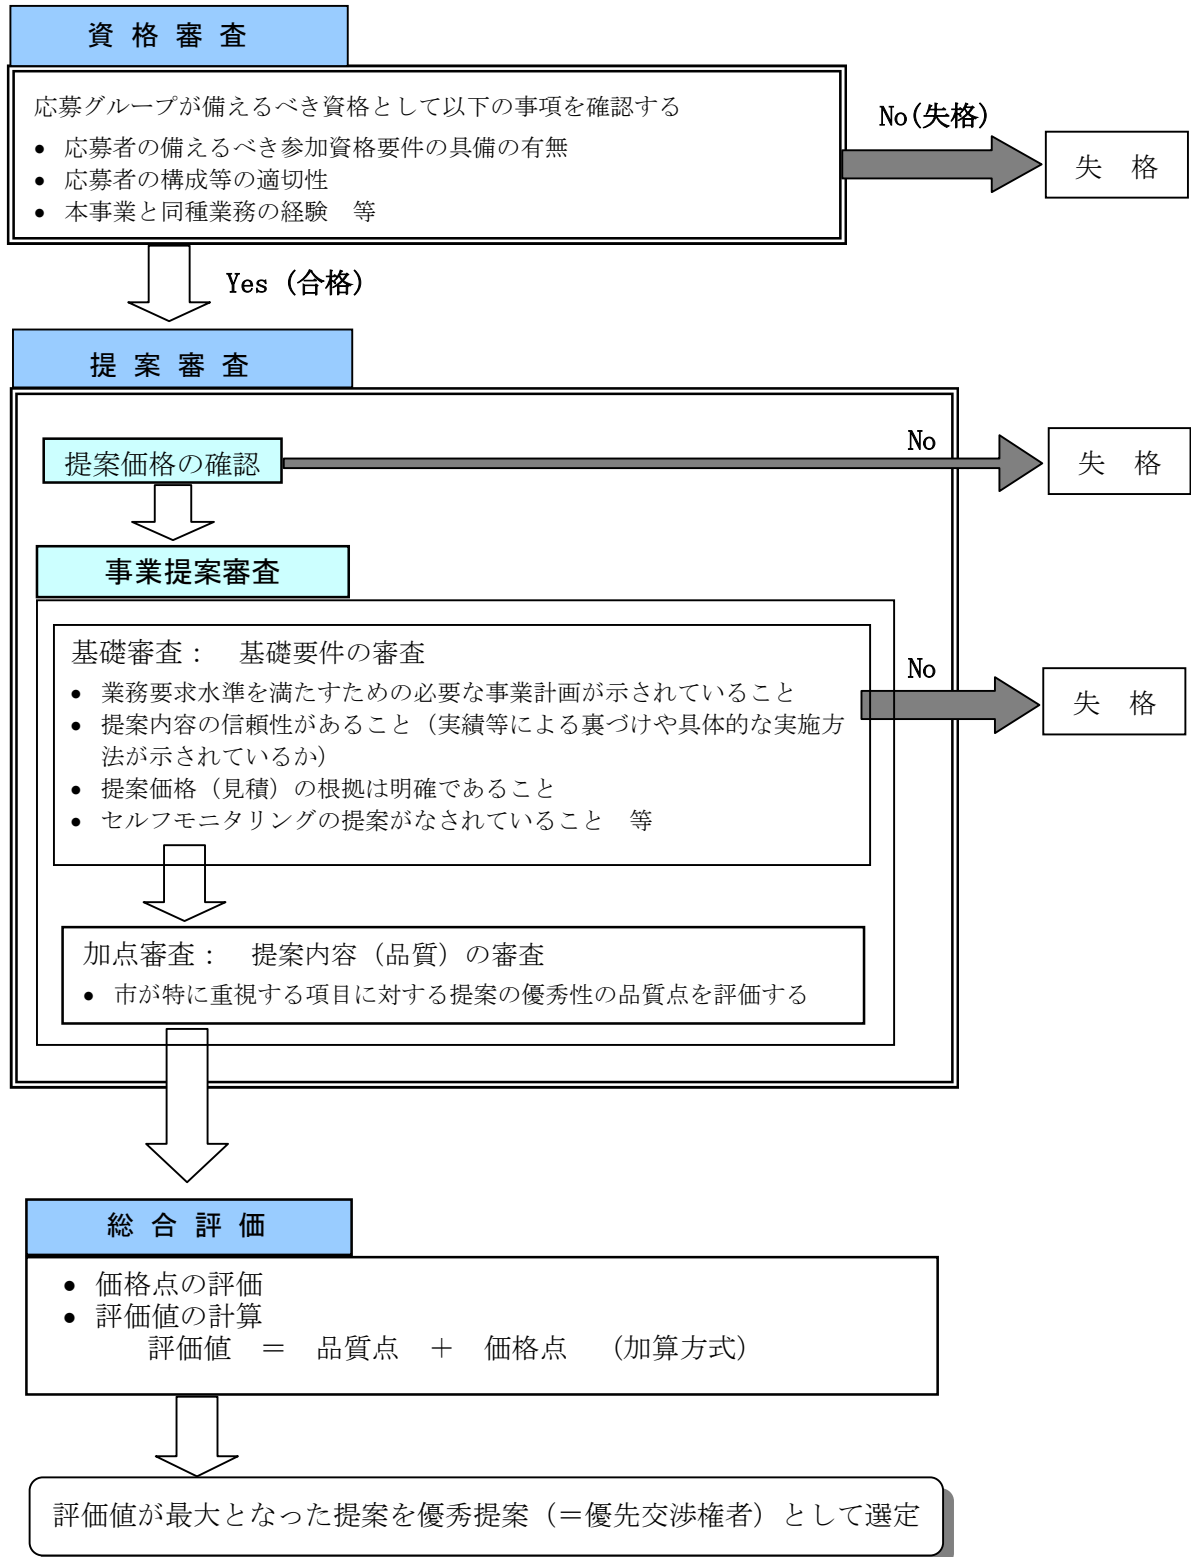 資格審査
応募グループが備えるべき資格として以下の事項を確認する
• 応募者の備えるべき参加資格要件の具備の有無
• 応募者の構成等の適切性
• 本事業と同種業務の経験　等
No(失格)
失　格
Yes (合格)
提案審査
提案価格の確認
No
失　格
事業提案審査
基礎審査：　基礎要件の審査
• 業務要求水準を満たすための必要な事業計画が示されていること
• 提案内容の信頼性があること（実績等による裏づけや具体的な実施方
法が示されているか）
• 提案価格（見積）の根拠は明確であること
• セルフモニタリングの提案がなされていること　等
No
失　格
加点審査：　提案内容（品質）の審査
• 市が特に重視する項目に対する提案の優秀性の品質点を評価する
総合評価
• 価格点の評価
• 評価値の計算
評価値　＝　品質点　＋　価格点　（加算方式）
評価値が最大となった提案を優秀提案（＝優先交渉権者）として選定